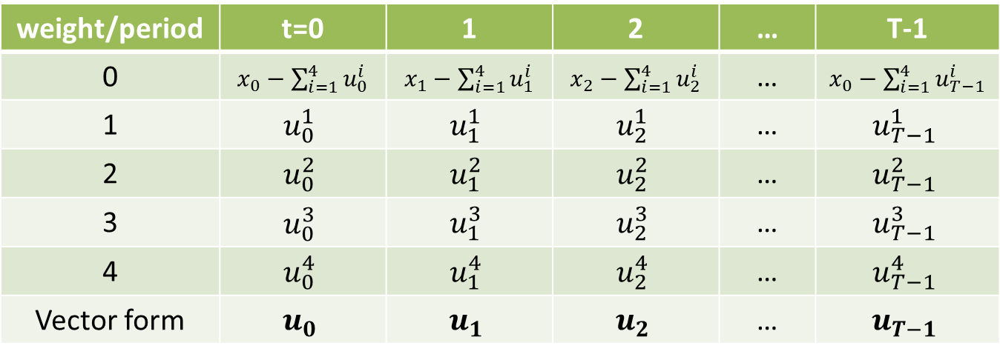 weight/period t=0 1 2 ... T-1
0 $x_0 - \sum_{i=1}^{4} u_0^i$ $x_1 - \sum_{i=1}^{4} u_1^i$ $x_2 - \sum_{i=1}^{4} u_2^i$ ... $x_0 - \sum_{i=1}^{4} u_{T-1}^i$
1 $u_0^1$ $u_1^1$ $u_2^1$ ... $u_{T-1}^1$
2 $u_0^2$ $u_1^2$ $u_2^2$ ... $u_{T-1}^2$
3 $u_0^3$ $u_1^3$ $u_2^3$ ... $u_{T-1}^3$
4 $u_0^4$ $u_1^4$ $u_2^4$ ... $u_{T-1}^4$
Vector form $\boldsymbol{u_0}$ $\boldsymbol{u_1}$ $\boldsymbol{u_2}$ ... $\boldsymbol{u_{T-1}}$